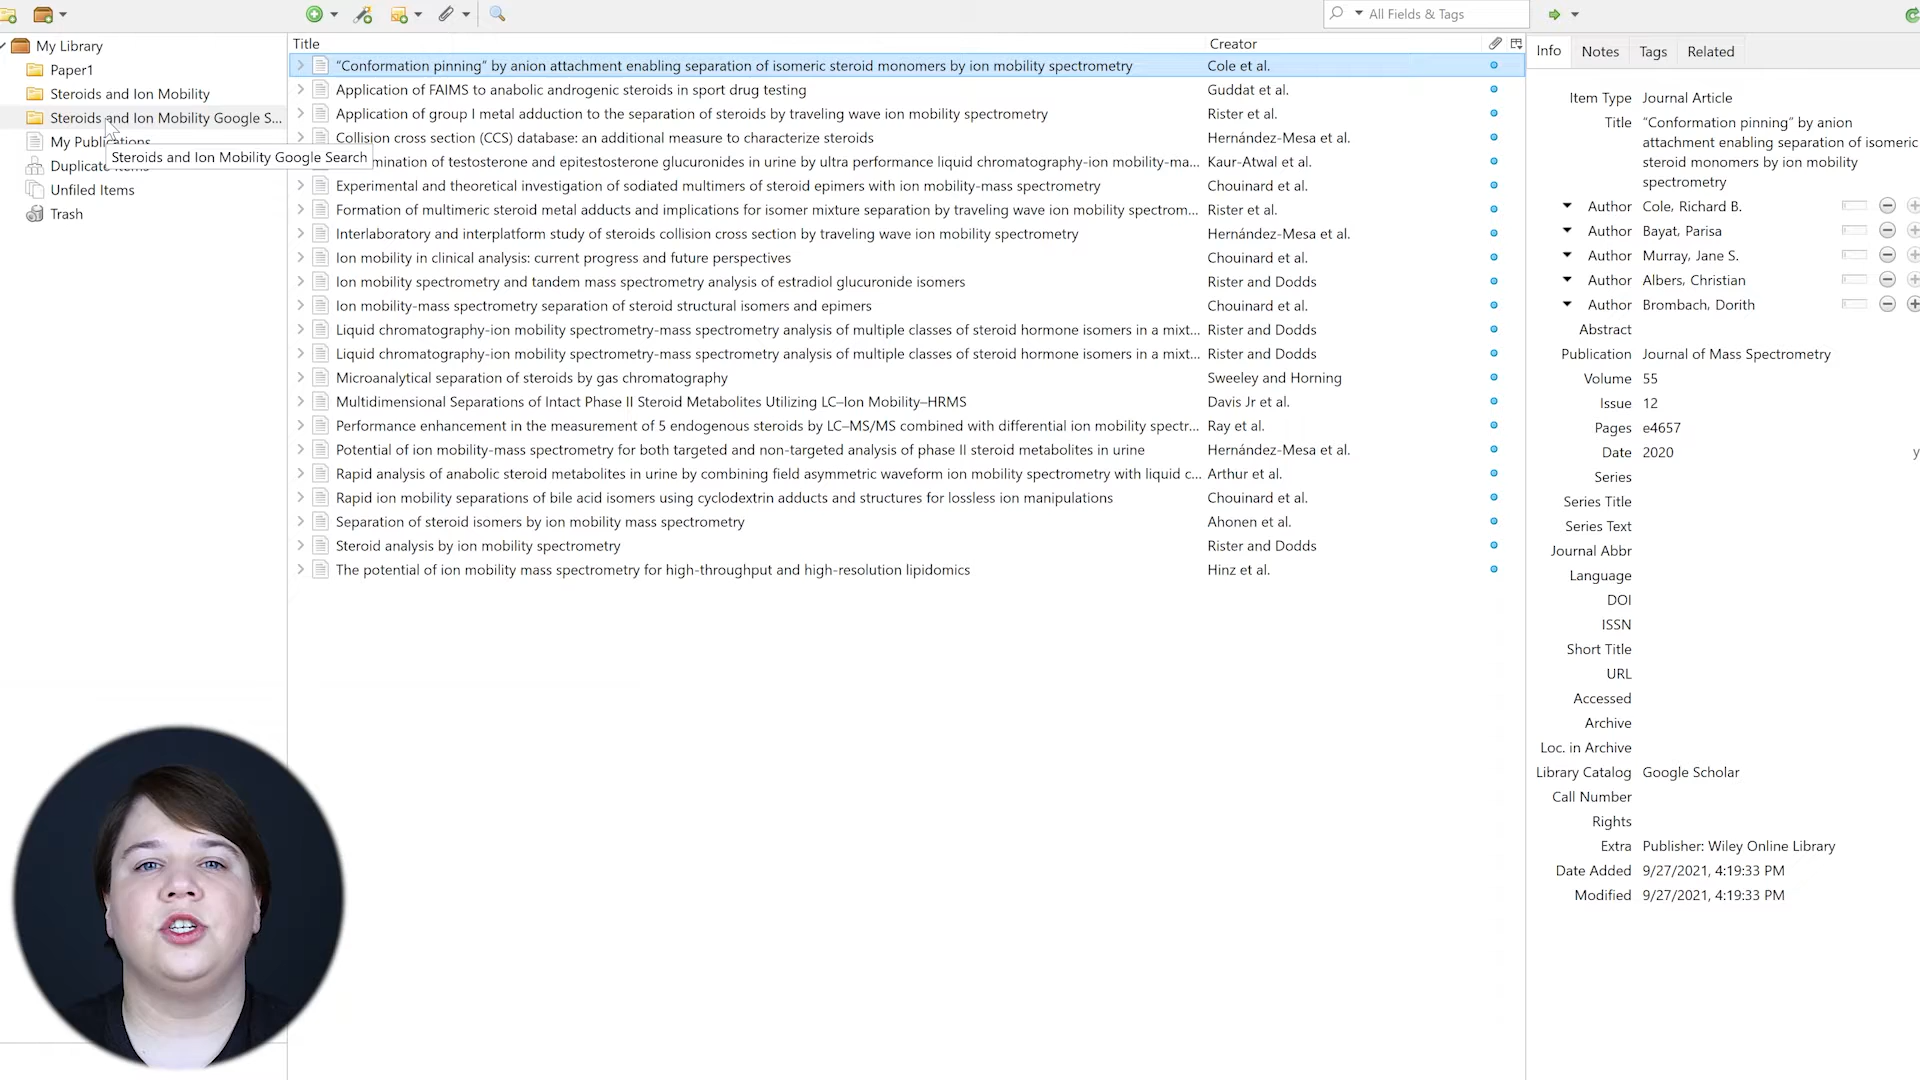 All Fields & Tags
My Library
Paper1
Steroids and Ion Mobility
Steroids and Ion Mobility Google S...
My Publications
Steroids and Ion Mobility Google Search
Unfiled Items
Trash
Title Creator
“Conformation pinning” by anion attachment enabling separation of isomeric steroid monomers by ion mobility spectrometry Cole et al.
Application of FAIMS to anabolic androgenic steroids in sport drug testing Guddat et al.
Application of group I metal adduction to the separation of steroids by traveling wave ion mobility spectrometry Rister et al.
Collision cross section (CCS) database: an additional measure to characterize steroids Hernández-Mesa et al.
mination of testosterone and epitestosterone glucuronides in urine by ultra performance liquid chromatography-ion mobility-ma... Kaur-Atwal et al.
Experimental and theoretical investigation of sodiated multimers of steroid epimers with ion mobility-mass spectrometry Chouinard et al.
Formation of multimeric steroid metal adducts and implications for isomer mixture separation by traveling wave ion mobility spectrom... Rister et al.
Interlaboratory and interplatform study of steroids collision cross section by traveling wave ion mobility spectrometry Hernández-Mesa et al.
Ion mobility in clinical analysis: current progress and future perspectives Chouinard et al.
Ion mobility spectrometry and tandem mass spectrometry analysis of estradiol glucuronide isomers Rister and Dodds
Ion mobility-mass spectrometry separation of steroid structural isomers and epimers Chouinard et al.
Liquid chromatography-ion mobility spectrometry-mass spectrometry analysis of multiple classes of steroid hormone isomers in a mixt... Rister and Dodds
Liquid chromatography-ion mobility spectrometry-mass spectrometry analysis of multiple classes of steroid hormone isomers in a mixt... Rister and Dodds
Microanalytical separation of steroids by gas chromatography Sweeley and Horning
Multidimensional Separations of Intact Phase II Steroid Metabolites Utilizing LC–Ion Mobility–HRMS Davis Jr et al.
Performance enhancement in the measurement of 5 endogenous steroids by LC–MS/MS combined with differential ion mobility spectr... Ray et al.
Potential of ion mobility-mass spectrometry for both targeted and non-targeted analysis of phase II steroid metabolites in urine Hernández-Mesa et al.
Rapid analysis of anabolic steroid metabolites in urine by combining field asymmetric waveform ion mobility spectrometry with liquid c... Arthur et al.
Rapid ion mobility separations of bile acid isomers using cyclodextrin adducts and structures for lossless ion manipulations Chouinard et al.
Separation of steroid isomers by ion mobility mass spectrometry Ahonen et al.
Steroid analysis by ion mobility spectrometry Rister and Dodds
The potential of ion mobility mass spectrometry for high-throughput and high-resolution lipidomics Hinz et al.
Info Notes Tags Related
Item Type Journal Article
Title “Conformation pinning” by anion
attachment enabling separation of isomeric
steroid monomers by ion mobility
spectrometry
Author Cole, Richard B.
Author Bayat, Parisa
Author Murray, Jane S.
Author Albers, Christian
Author Brombach, Dorith
Abstract
Publication Journal of Mass Spectrometry
Volume 55
Issue 12
Pages e4657
Date 2020 y
Series
Series Title
Series Text
Journal Abbr
Language
DOI
ISSN
Short Title
URL
Accessed
Archive
Loc. in Archive
Library Catalog Google Scholar
Call Number
Rights
Extra Publisher: Wiley Online Library
Date Added 9/27/2021, 4:19:33 PM
Modified 9/27/2021, 4:19:33 PM